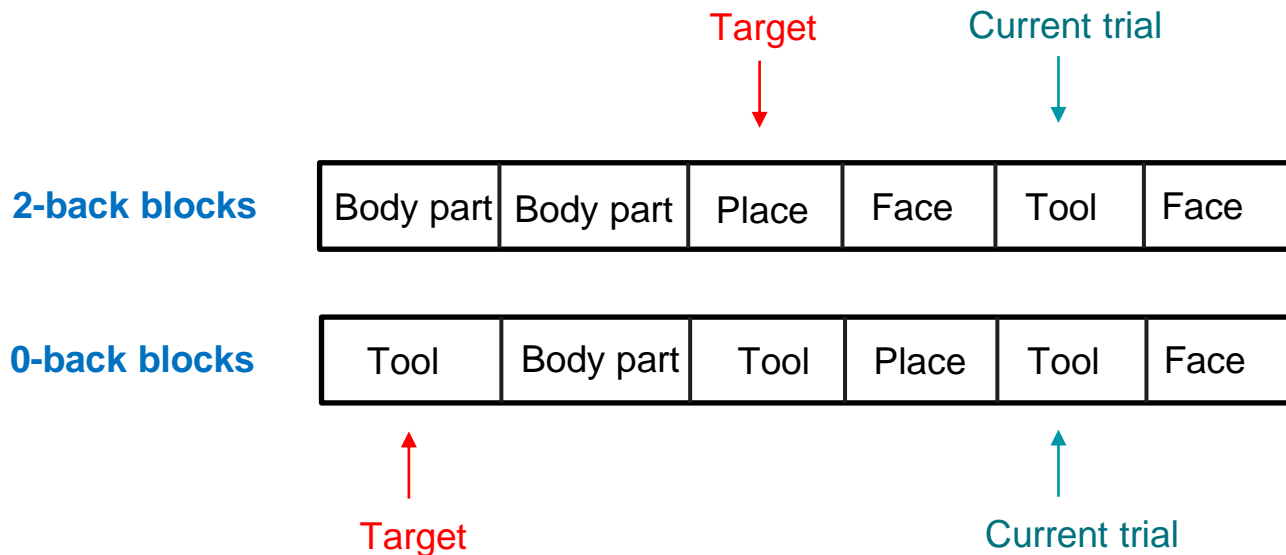 Target Current trial
2-back blocks Body part Body part Place Face Tool Face
0-back blocks Tool Body part Tool Place Tool Face
Target Current trial